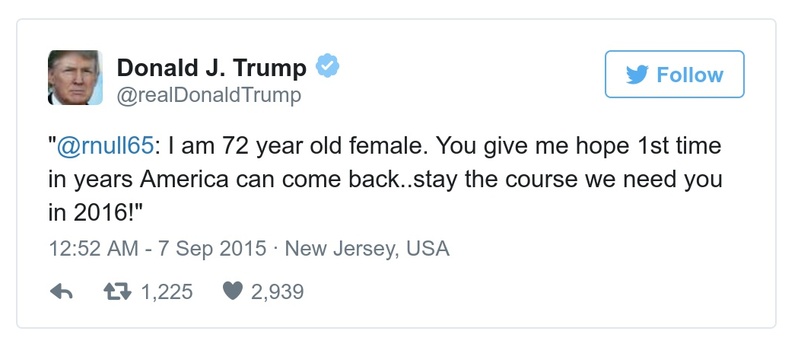 Donald J. Trump
@realDonaldTrump
Follow
"@rnull65: I am 72 year old female. You give me hope 1st time
in years America can come back..stay the course we need you
in 2016!"
12:52 AM - 7 Sep 2015 · New Jersey, USA
1,225 2,939